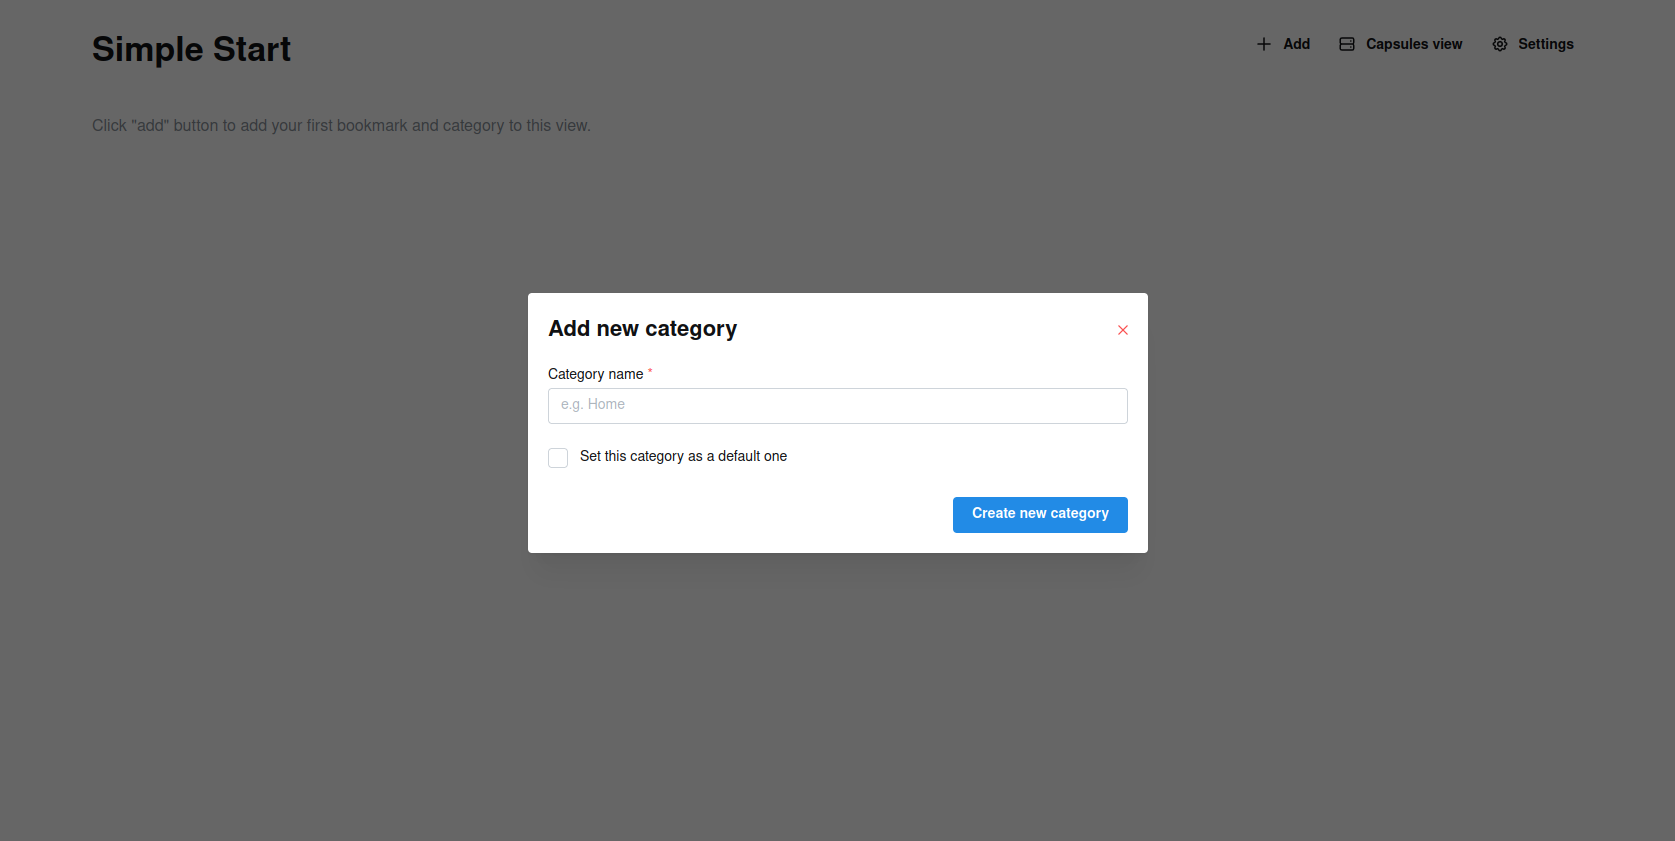 Simple Start
Add
Capsules view
Settings
Click "add" button to add your first bookmark and category to this view.
Add new category
Category name *
e.g. Home
Set this category as a default one
Create new category